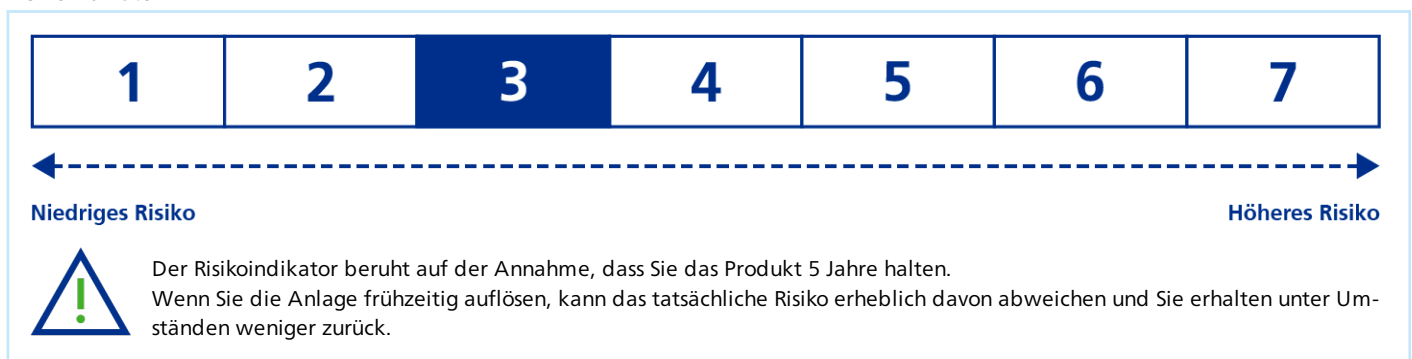 1 2 3 4 5 6 7
Niedriges Risiko Höheres Risiko
Der Risikoindikator beruht auf der Annahme, dass Sie das Produkt 5 Jahre halten.
Wenn Sie die Anlage frühzeitig auflösen, kann das tatsächliche Risiko erheblich davon abweichen und Sie erhalten unter Um-
ständen weniger zurück.